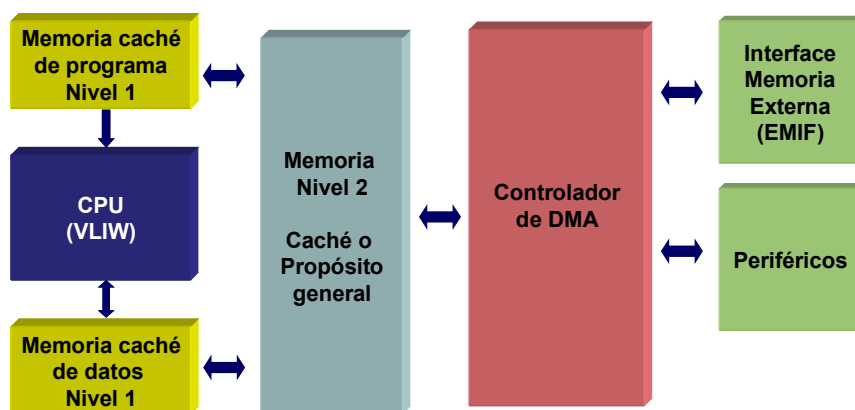 Memoria caché
de programa
Nivel 1
CPU
(VLIW)
Memoria caché
de datos
Nivel 1
Memoria
Nivel 2
Caché o
Propósito
general
Controlador
de DMA
Interface
Memoria
Externa
(EMIF)
Periféricos